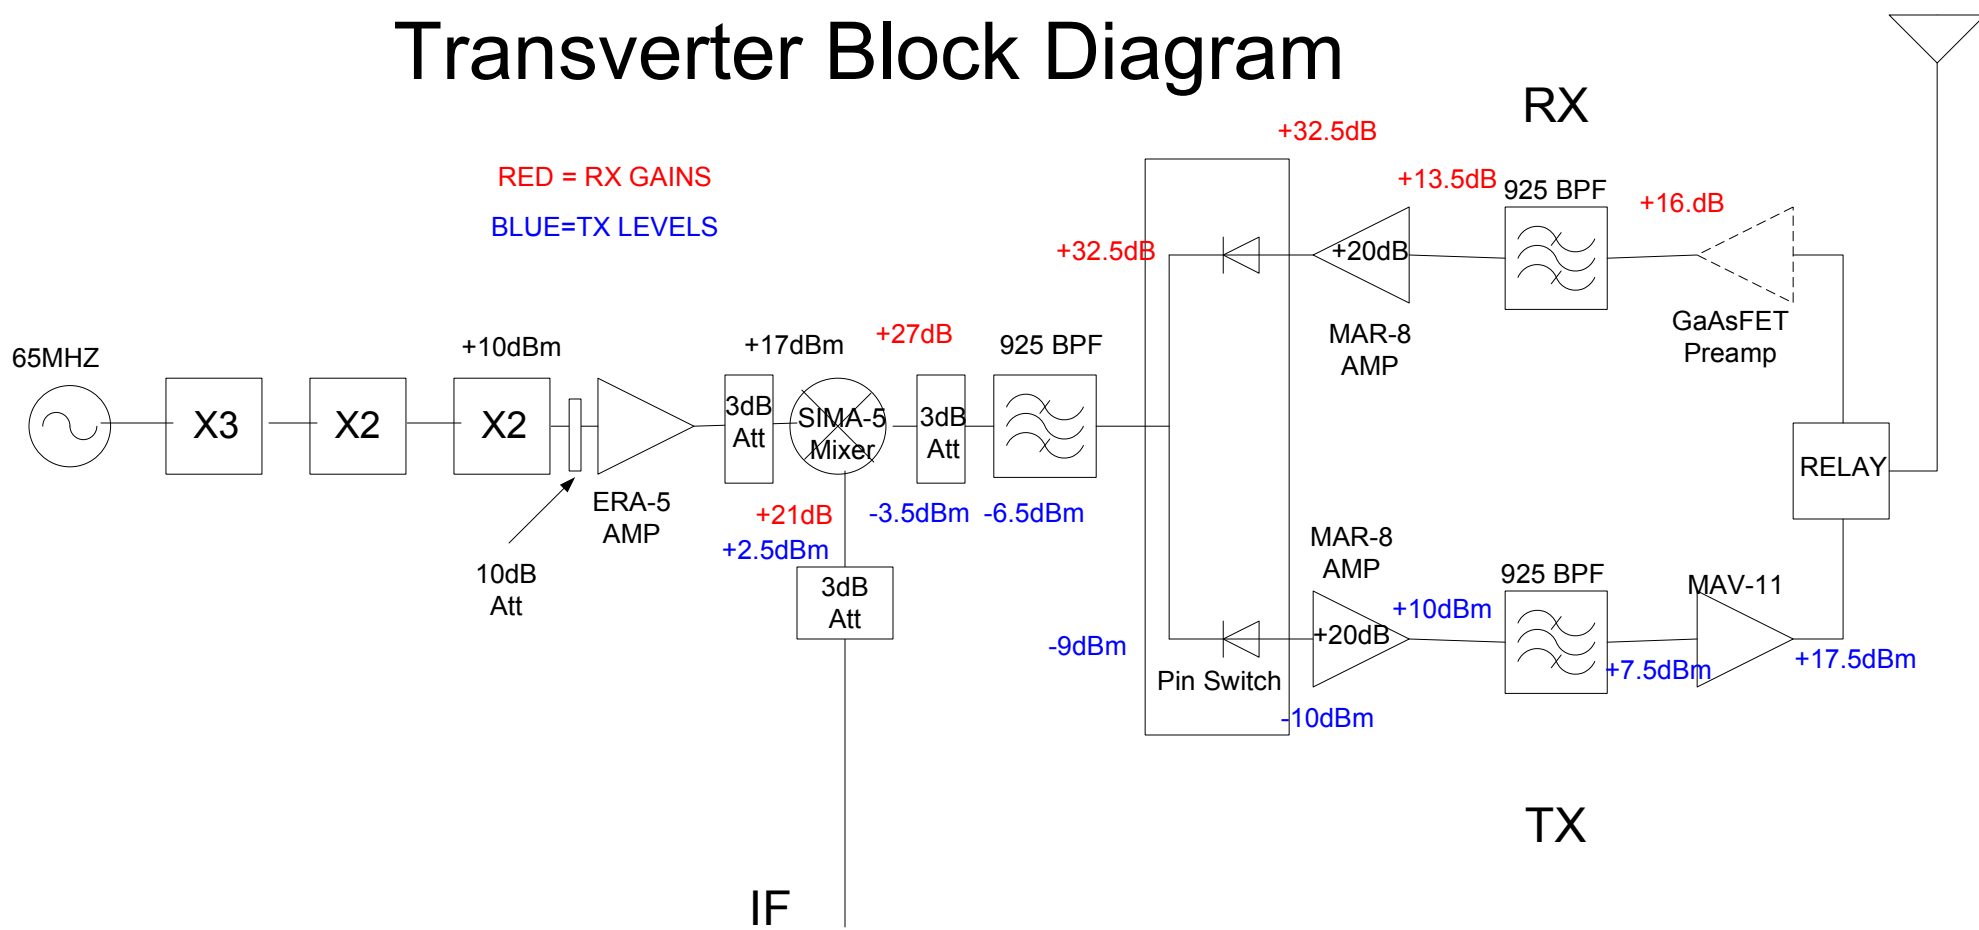 Transverter Block Diagram
RX
+32.5dB
RED = RX GAINS
+13.5dB
925 BPF
+16.dB
BLUE=TX LEVELS
+32.5dB
+20dB
GaAsFET
Preamp
MAR-8
AMP
65MHZ
+10dBm
+17dBm
+27dB
925 BPF
X3
X2
X2
3dB
Att
SIMA-5
Mixer
3dB
Att
RELAY
ERA-5
AMP
+21dB
-3.5dBm
-6.5dBm
+2.5dBm
MAR-8
AMP
10dB
Att
3dB
Att
925 BPF
MAV-11
+10dBm
+20dB
-9dBm
+7.5dBm
+17.5dBm
Pin Switch
-10dBm
TX
IF